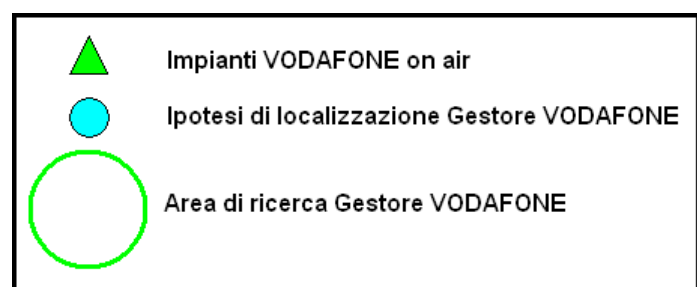 Impianti VODAFONE on air
Ipotesi di localizzazione Gestore VODAFONE
Area di ricerca Gestore VODAFONE